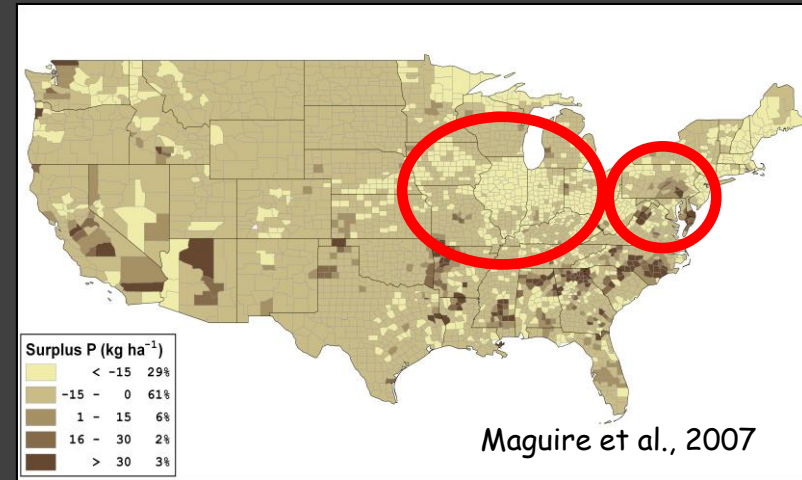 Surplus P (kg ha⁻¹)
< -15 29%
-15 - 0 61%
1 - 15 6%
16 - 30 2%
> 30 3%
Maguire et al., 2007